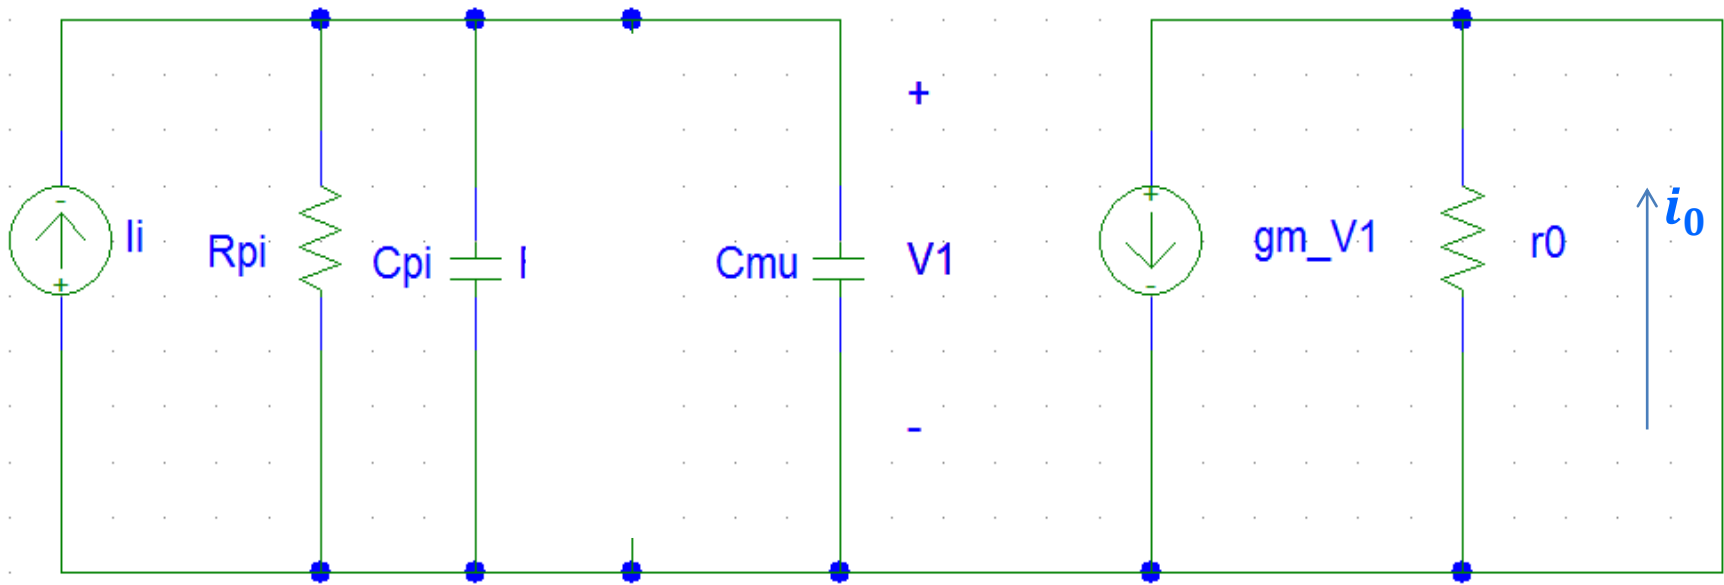 +
-
+
Ii
Rpi
Cpi
Cmu
V1
gm_V1
r0
i0
+
-
-